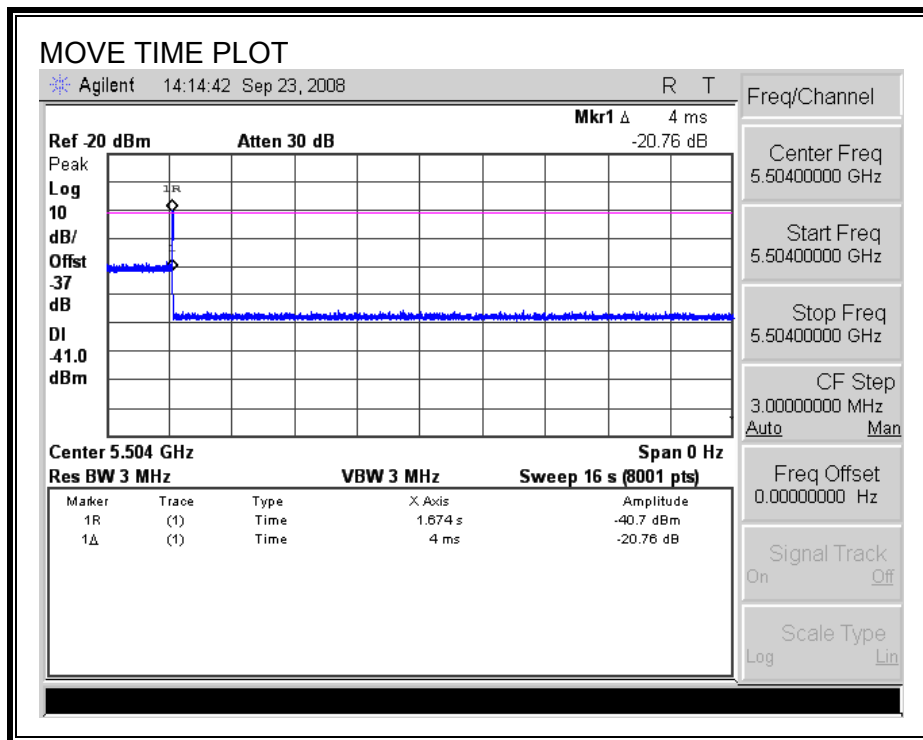 MOVE TIME PLOT
Agilent 14:14:42 Sep 23, 2008 R T
Mkr1 Δ 4 ms
Ref -20 dBm Atten 30 dB -20.76 dB
Peak
Log
10
dB/
Offst
-37
dB
DI
-41.0
dBm
1R
Center 5.504 GHz Span 0 Hz
Res BW 3 MHz VBW 3 MHz Sweep 16 s (8001 pts)
Marker Trace Type X Axis Amplitude
1R (1) Time 1.674 s -40.7 dBm
1Δ (1) Time 4 ms -20.76 dB
Freq/Channel
Center Freq
5.50400000 GHz
Start Freq
5.50400000 GHz
Stop Freq
5.50400000 GHz
CF Step
3.00000000 MHz
Auto Man
Freq Offset
0.00000000 Hz
Signal Track
On Off
Scale Type
Log Lin